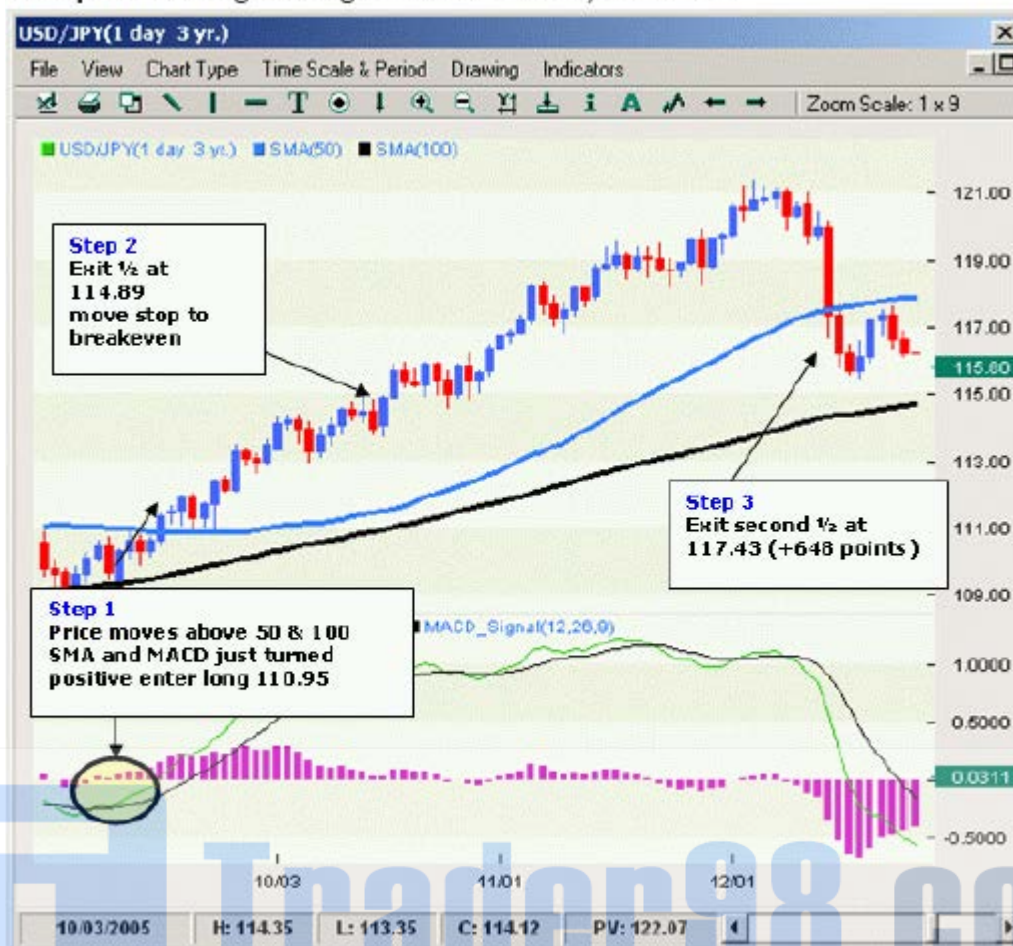 USD/JPY(1 day 3 yr.)
File View Chart Type Time Scale & Period Drawing Indicators
Zoom Scale: 1 x 9
USD/JPY(1 day 3 yr.) SMA(50) SMA(100)
121.00
Step 2
Exit ½ at
114.89
move stop to
breakeven
119.00
117.00
115.80
115.00
113.00
Step 3
Exit second ½ at
117.43 (+648 points)
111.00
109.00
Step 1
Price moves above 50 & 100
SMA and MACD just turned
positive enter long 110.95
MACD_Signal(12,26,9)
1.0000
0.5000
0.0311
-0.5000
10/03 11/01 12/01
Trader98
10/03/2005 H: 114.35 L: 113.35 C: 114.12 PV: 122.07